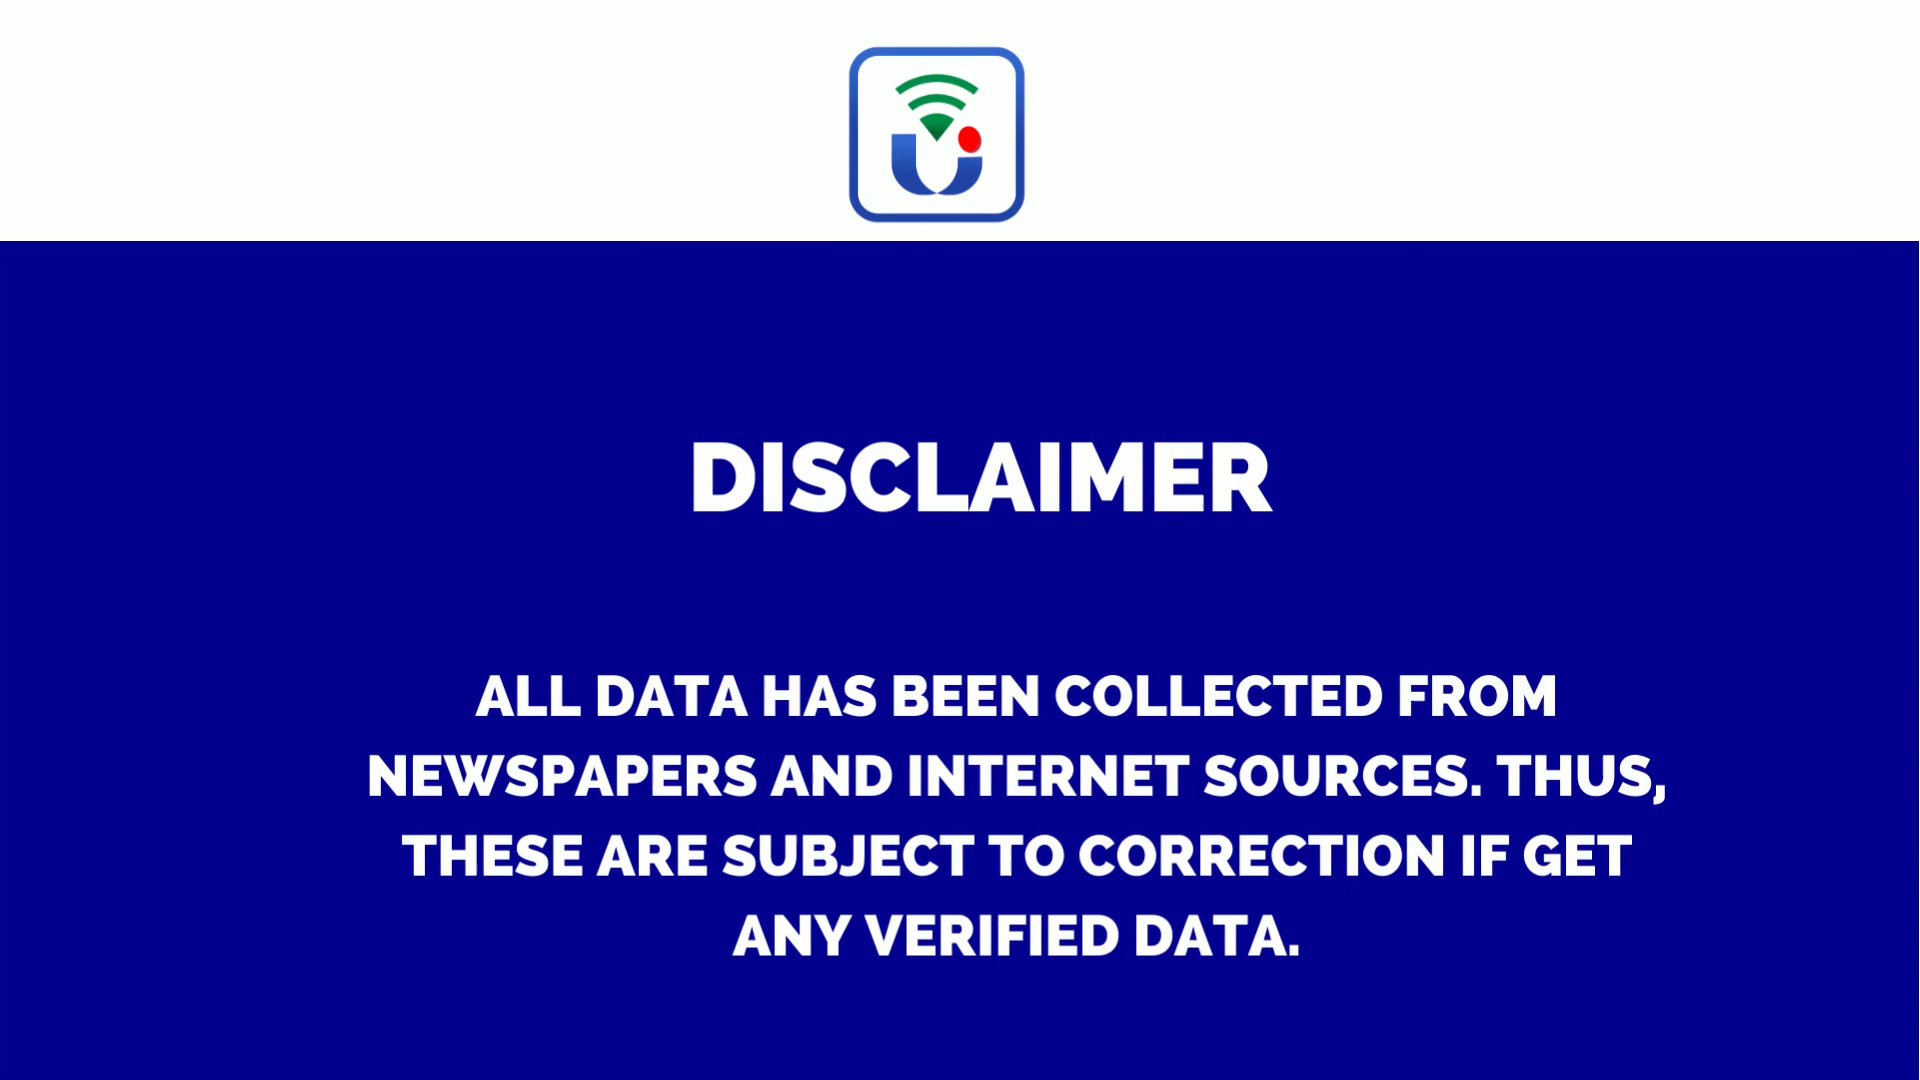 DISCLAIMER
ALL DATA HAS BEEN COLLECTED FROM
NEWSPAPERS AND INTERNET SOURCES. THUS,
THESE ARE SUBJECT TO CORRECTION IF GET
ANY VERIFIED DATA.